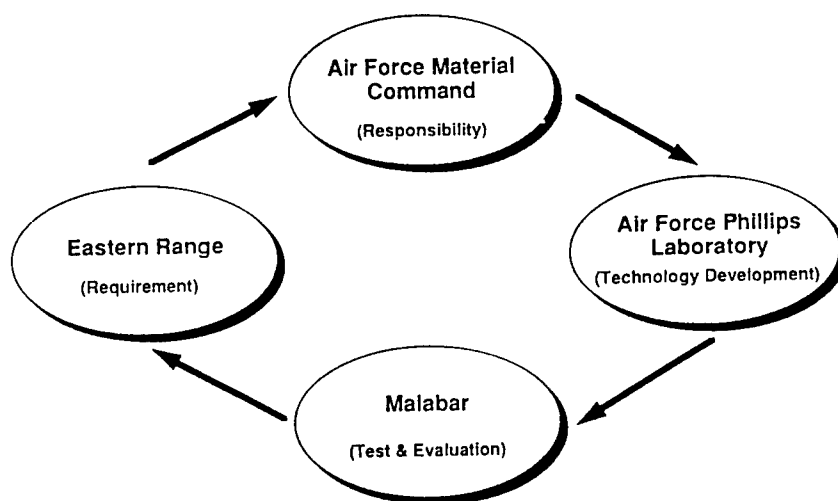 Air Force Material
Command
(Responsibility)
Eastern Range
(Requirement)
Air Force Phillips
Laboratory
(Technology Development)
Malabar
(Test & Evaluation)